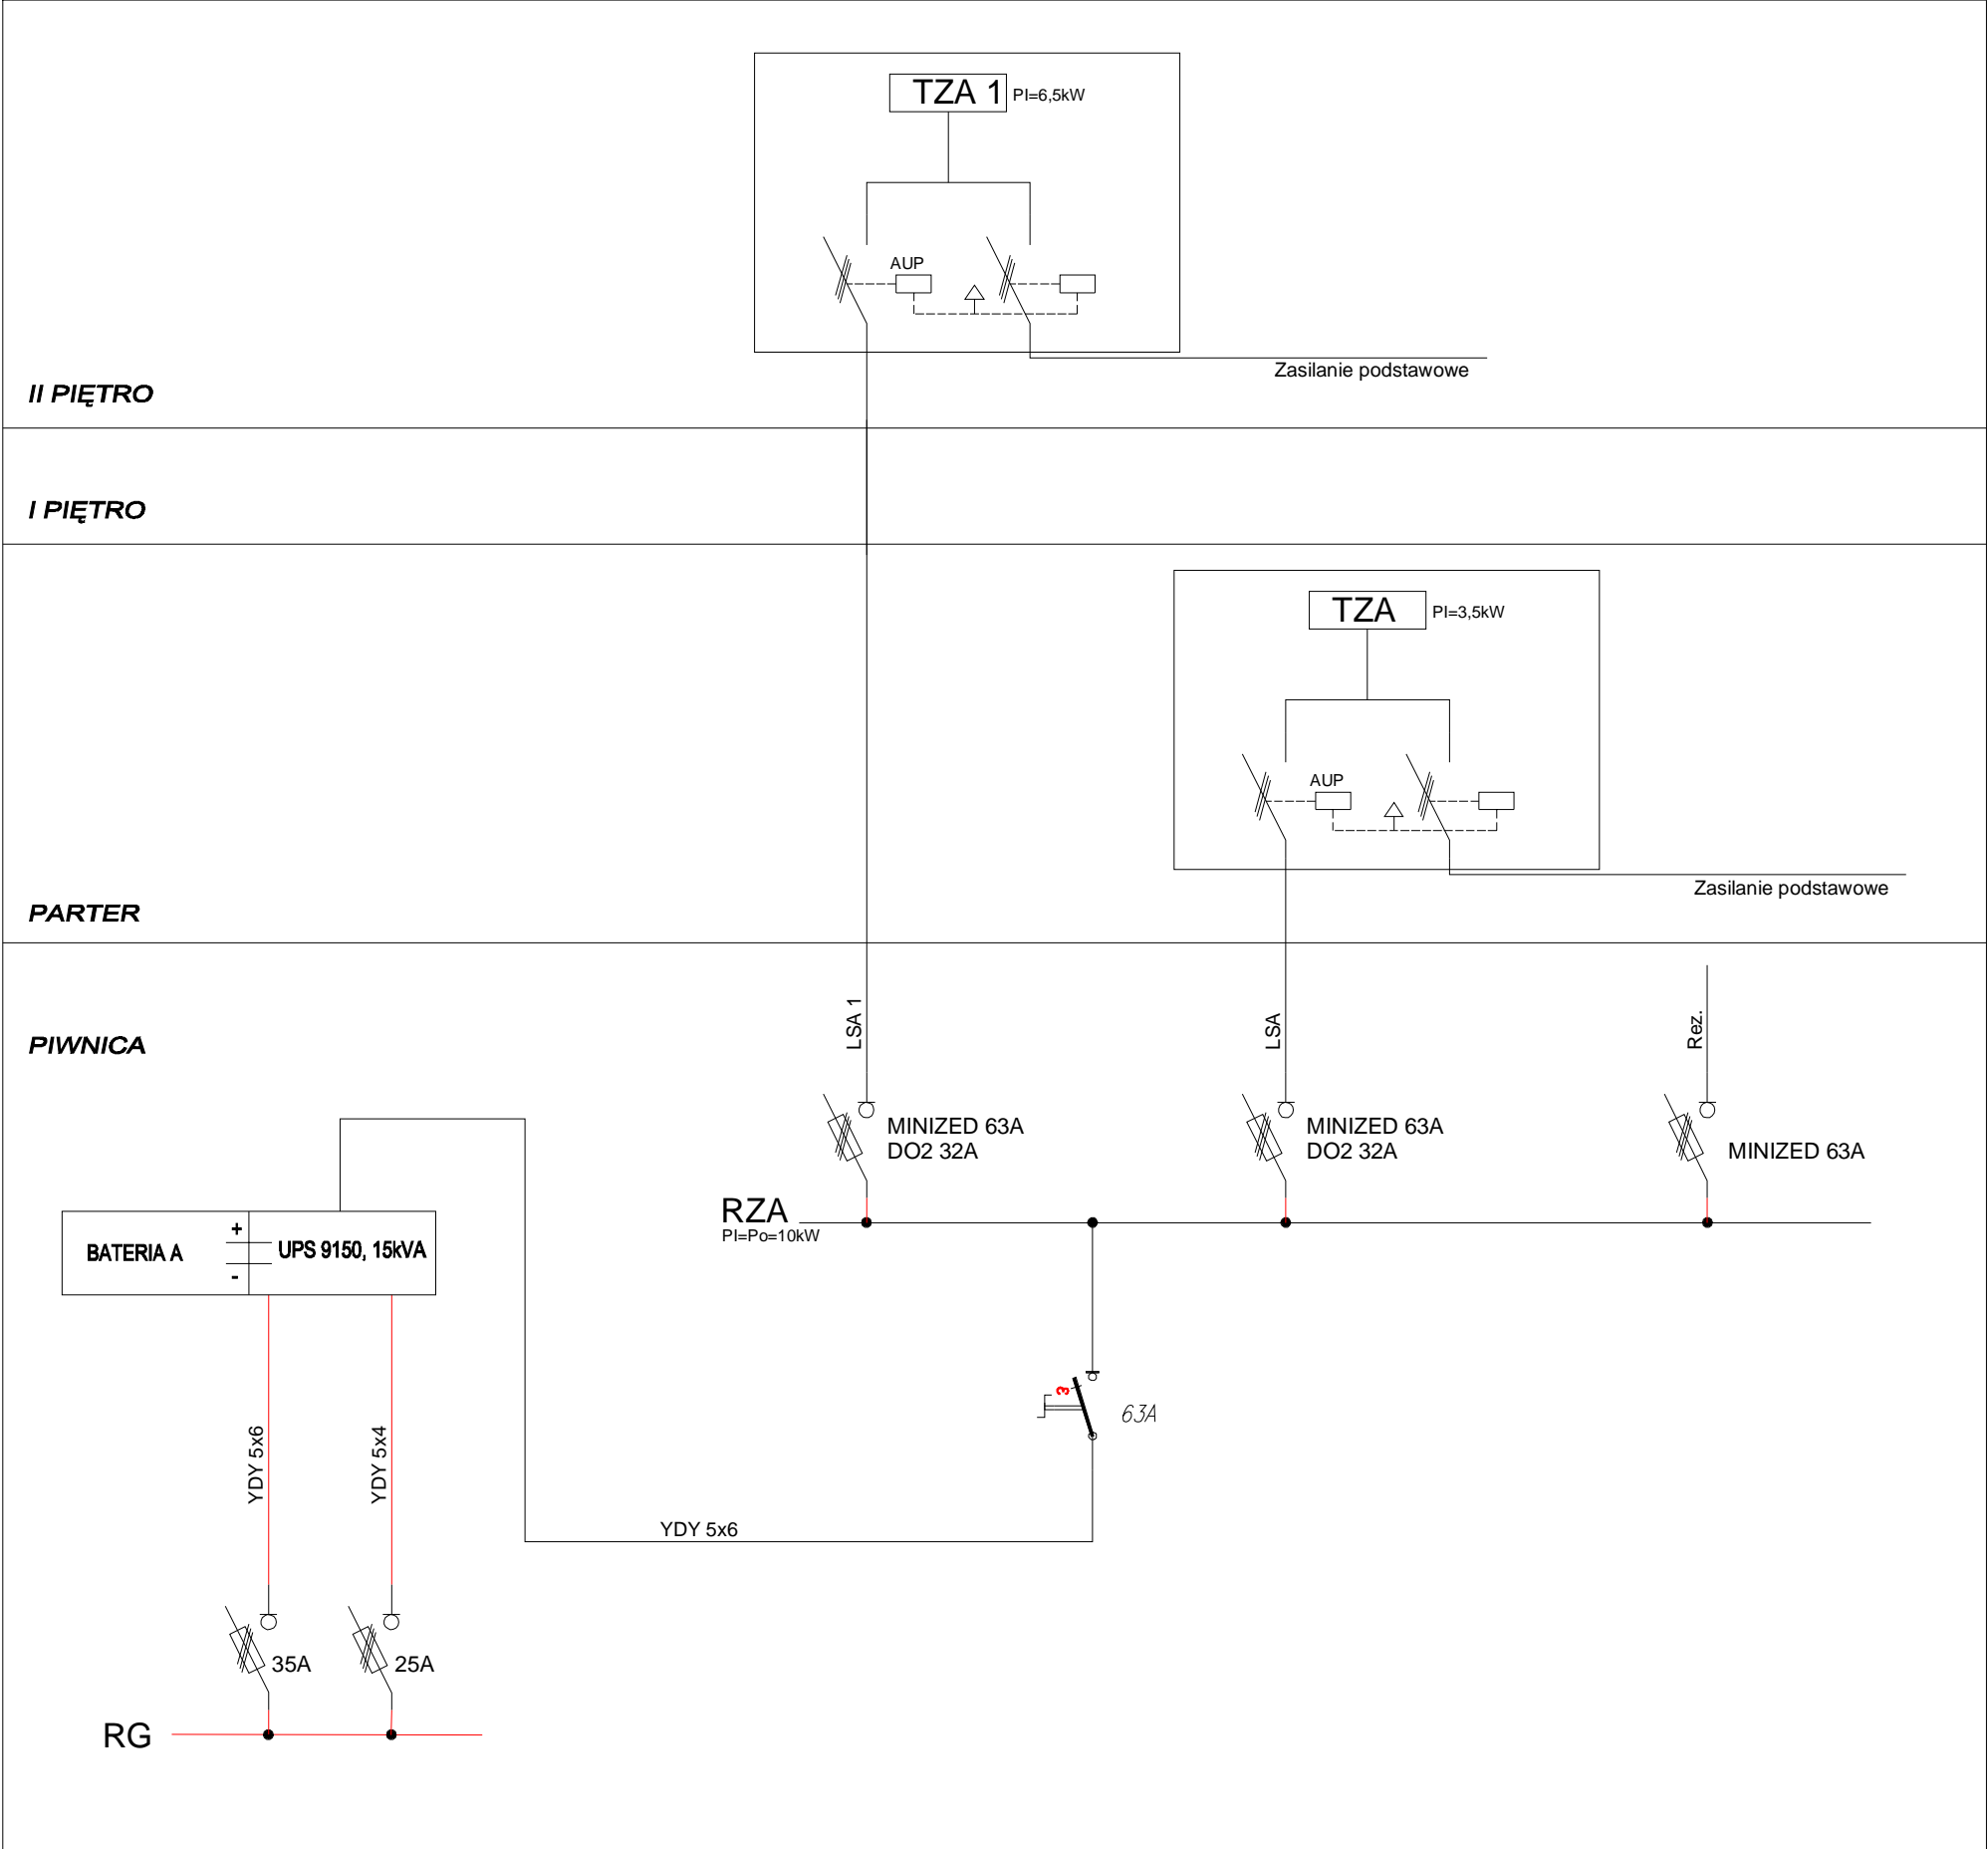 TZA 1
PI=6,5kW
AUP
Zasilanie podstawowe
II PIĘTRO
I PIĘTRO
TZA
PI=3,5kW
AUP
Zasilanie podstawowe
PARTER
PIWNICA
LSA 1
LSA
Rez.
MINIZED 63A
DO2 32A
MINIZED 63A
DO2 32A
MINIZED 63A
RZA
PI=Po=10kW
BATERIA A
+
-
UPS 9150, 15kVA
3
63A
YDY 5x6
YDY 5x4
YDY 5x6
35A
25A
RG